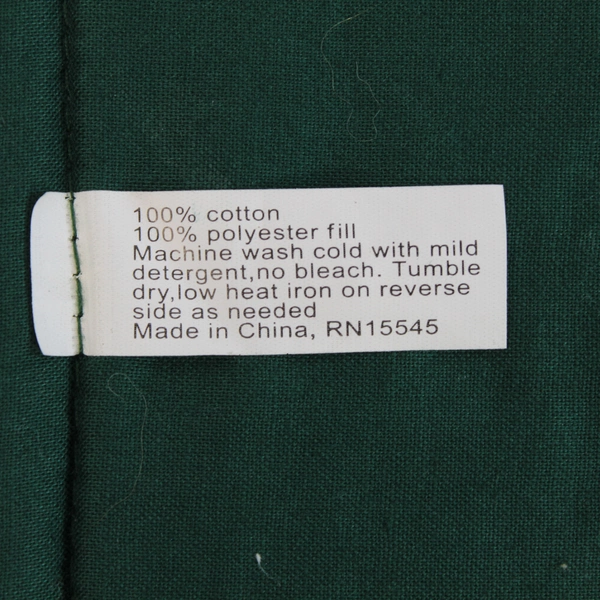 100% cotton
100% polyester fill
Machine wash cold with mild
detergent,no bleach. Tumble
dry,low heat iron on reverse
side as needed
Made in China, RN15545